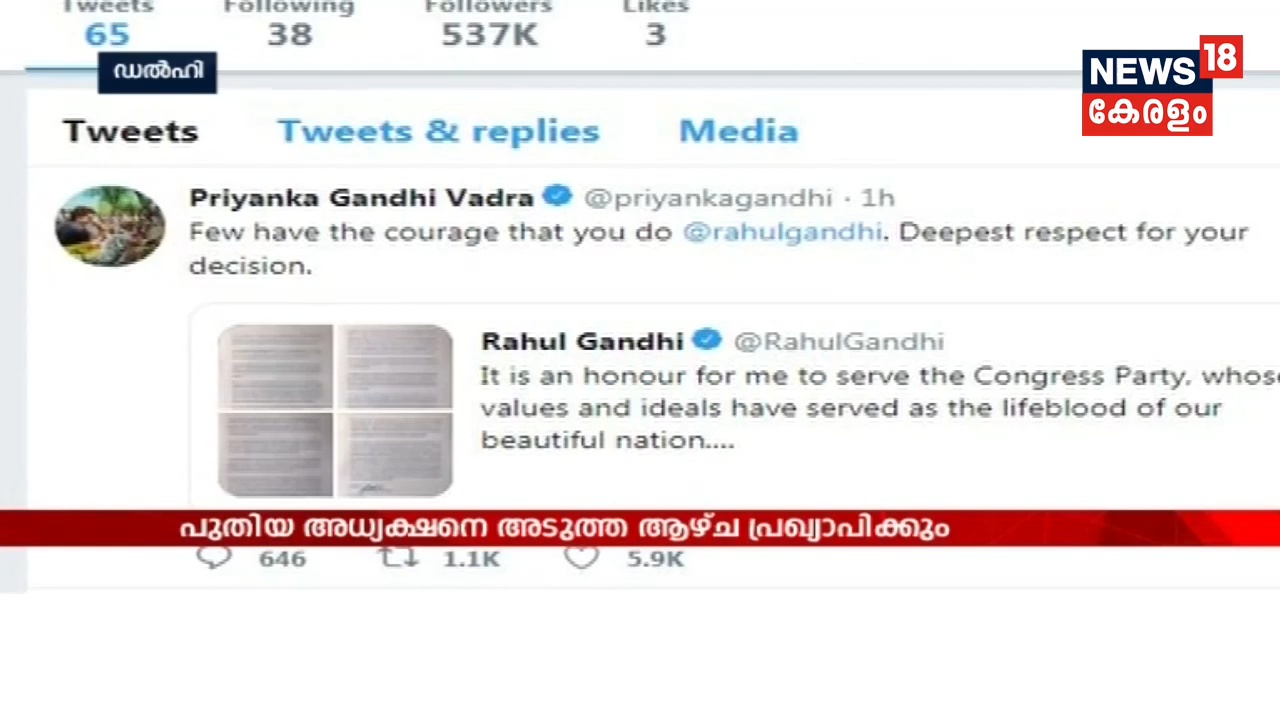 Tweets Following Followers Likes
65 38 537K 3
ഡൽഹി
NEWS 18
കേരളം
Tweets Tweets & replies Media
Priyanka Gandhi Vadra @priyankagandhi · 1h
Few have the courage that you do @rahulgandhi. Deepest respect for your
decision.
Rahul Gandhi @RahulGandhi
It is an honour for me to serve the Congress Party, whose
values and ideals have served as the lifeblood of our
beautiful nation....
പുതിയ അധ്യക്ഷനെ അടുത്ത ആഴ്ച പ്രഖ്യാപിക്കും
646 1.1K 5.9K